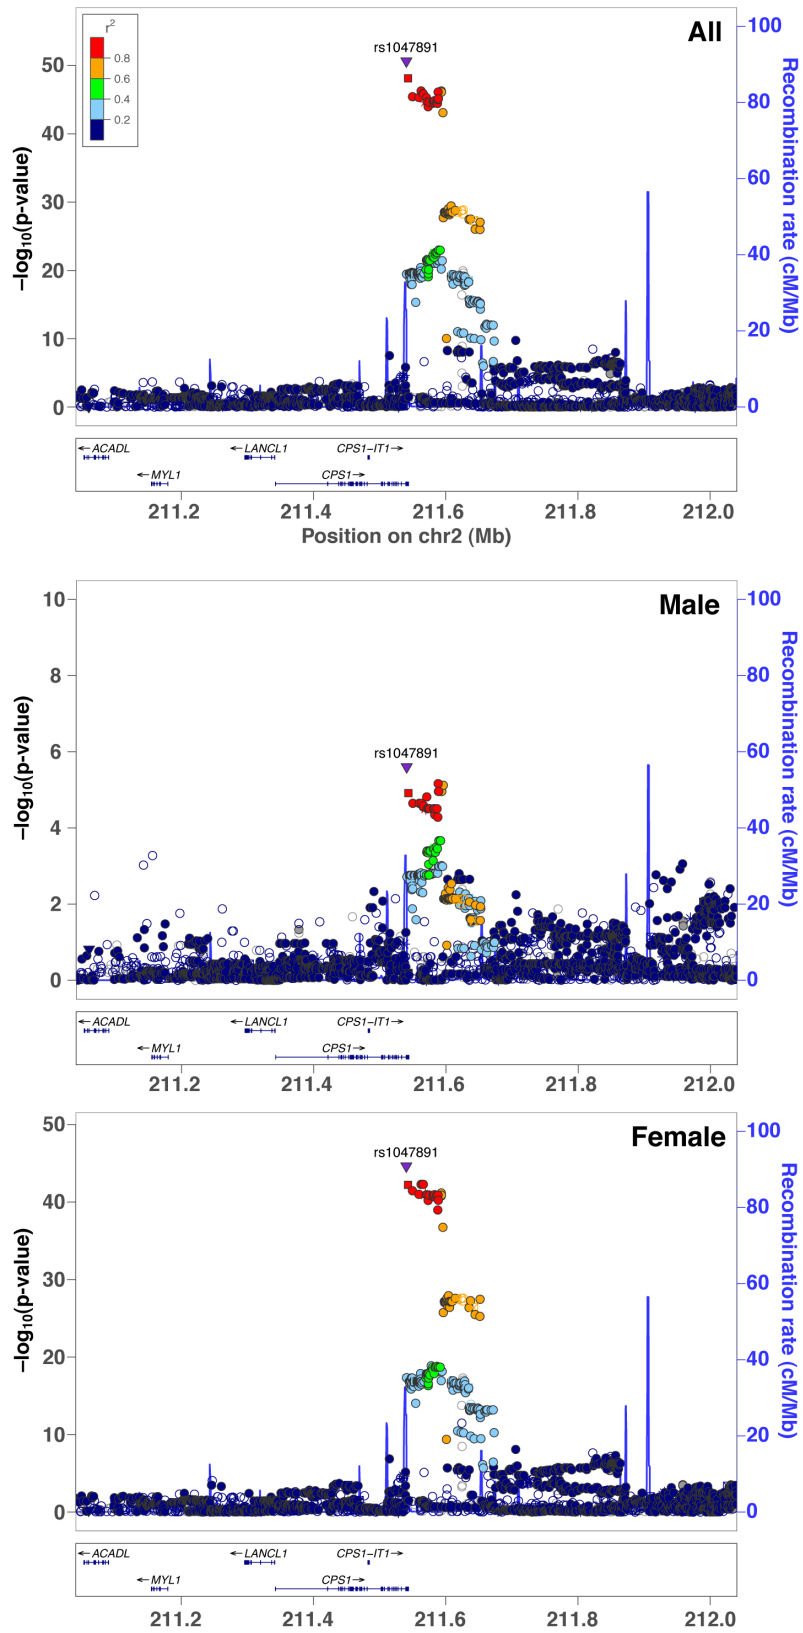 All
r2
0.8
0.6
0.4
0.2
rs1047891
50
40
30
20
10
0
−log10(p-value)
100
80
60
40
20
0
Recombination rate (cM/Mb)
ACADL
LANCL1
CPS1−IT1
MYL1
CPS1
211.2
211.4
211.6
211.8
212.0
Position on chr2 (Mb)
Male
rs1047891
10
8
6
4
2
0
−log10(p-value)
100
80
60
40
20
0
Recombination rate (cM/Mb)
ACADL
LANCL1
CPS1−IT1
MYL1
CPS1
211.2
211.4
211.6
211.8
212.0
Female
rs1047891
50
40
30
20
10
0
−log10(p-value)
100
80
60
40
20
0
Recombination rate (cM/Mb)
ACADL
LANCL1
CPS1−IT1
MYL1
CPS1
211.2
211.4
211.6
211.8
212.0